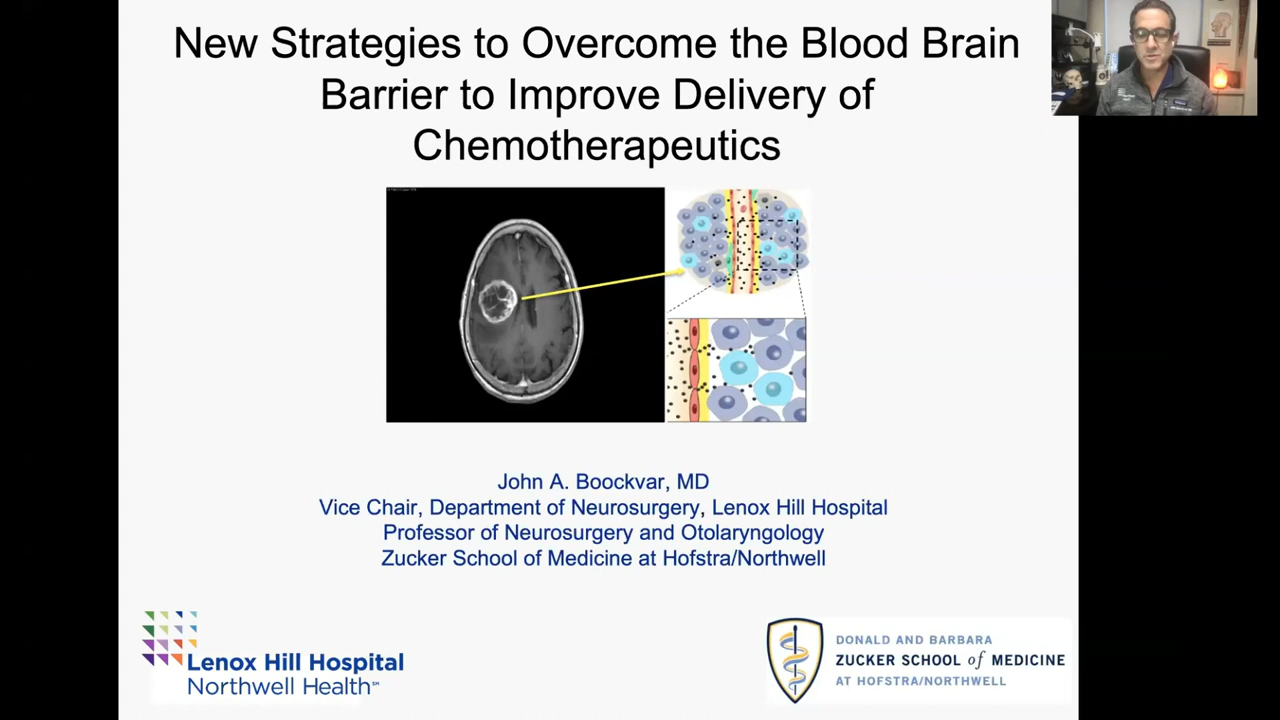 New Strategies to Overcome the Blood Brain
Barrier to Improve Delivery of
Chemotherapeutics
John A. Boockvar, MD
Vice Chair, Department of Neurosurgery, Lenox Hill Hospital
Professor of Neurosurgery and Otolaryngology
Zucker School of Medicine at Hofstra/Northwell
Lenox Hill Hospital
Northwell Health℠
DONALD AND BARBARA
ZUCKER SCHOOL of MEDICINE
AT HOFSTRA/NORTHWELL